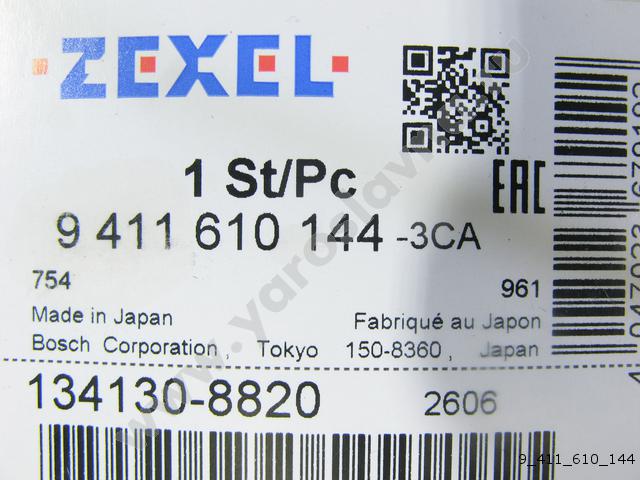 ZEXEL
1 St/Pc
EAC
9 411 610 144 -3CA
754
961
Made in Japan
Fabriqué au Japon
Bosch Corporation, Tokyo 150-8360, Japan
134130-8820
2606
9_411_610_144